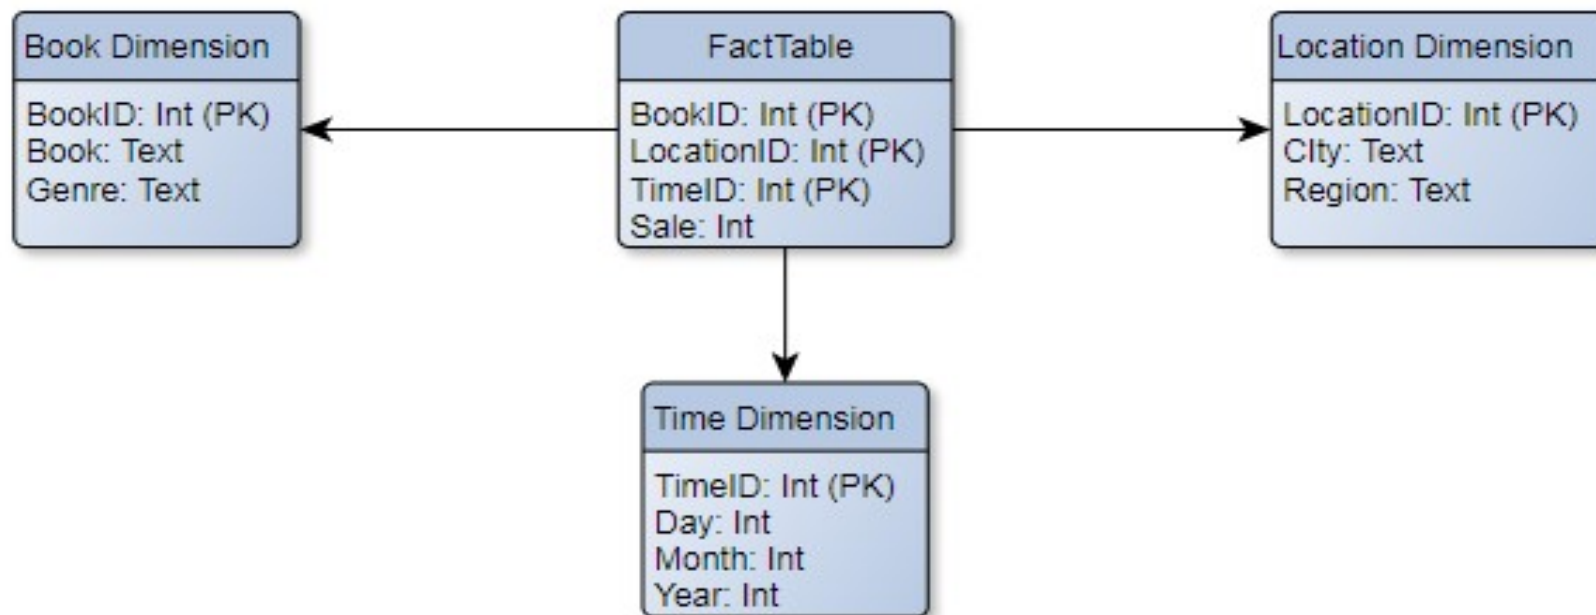 Book Dimension
BookID: Int (PK)
Book: Text
Genre: Text
FactTable
BookID: Int (PK)
LocationID: Int (PK)
TimeID: Int (PK)
Sale: Int
Location Dimension
LocationID: Int (PK)
CIty: Text
Region: Text
Time Dimension
TimeID: Int (PK)
Day: Int
Month: Int
Year: Int